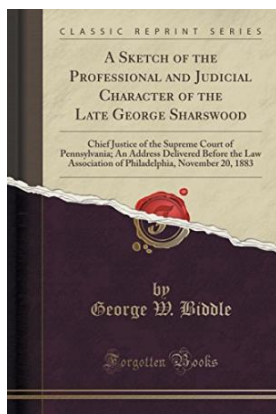 CLASSIC REPRINT SERIES
A SKETCH OF THE
PROFESSIONAL AND JUDICIAL
CHARACTER OF THE
LATE GEORGE SHARSWOOD
Chief Justice of the Supreme Court of
Pennsylvania; An Address Delivered Before the Law
Association of Philadelphia, November 20, 1883
by
George W. Biddle
Forgotten Books